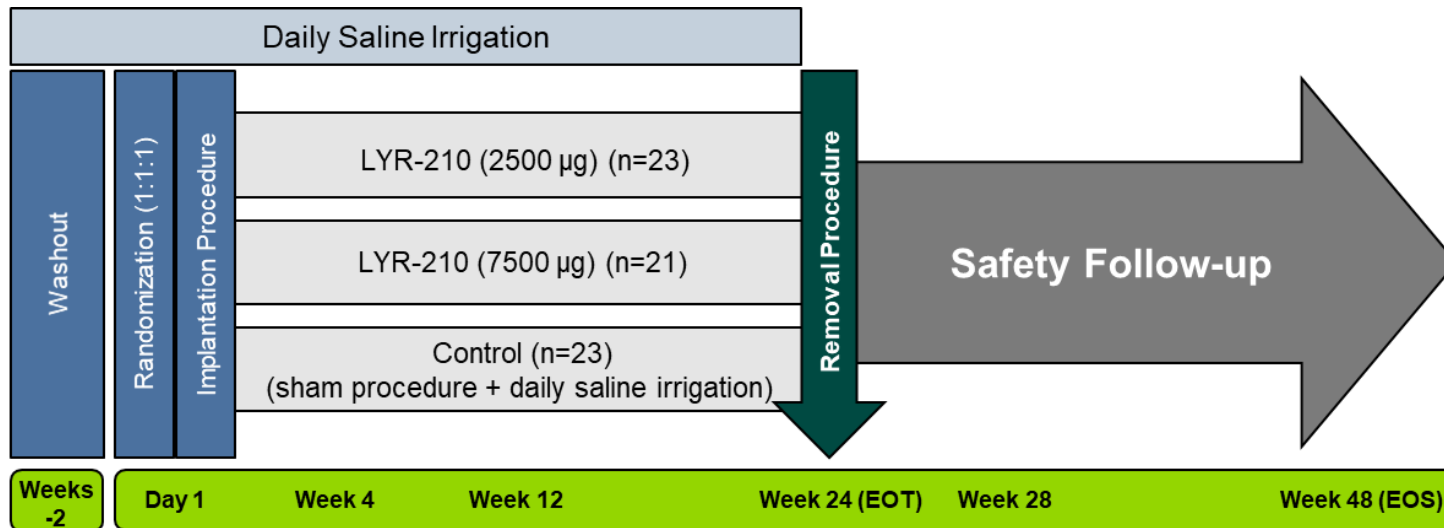 Daily Saline Irrigation
Washout
Randomization (1:1:1)
Implantation Procedure
LYR-210 (2500 µg) (n=23)
LYR-210 (7500 µg) (n=21)
Control (n=23)
(sham procedure + daily saline irrigation)
Removal Procedure
Safety Follow-up
Weeks
-2
Day 1
Week 4
Week 12
Week 24 (EOT)
Week 28
Week 48 (EOS)